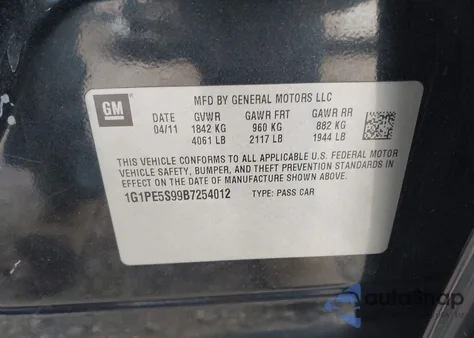 GM
MFD BY GENERAL MOTORS LLC
DATE GVWR GAWR FRT GAWR RR
04/11 1842 KG 960 KG 882 KG
4061 LB 2117 LB 1944 LB
THIS VEHICLE CONFORMS TO ALL APPLICABLE U.S. FEDERAL MOTOR
VEHICLE SAFETY, BUMPER, AND THEFT PREVENTION STANDARDS
IN EFFECT ON THE DATE OF MANUFACTURE SHOWN ABOVE.
1G1PE5S99B7254012 TYPE: PASS CAR
autoSnap